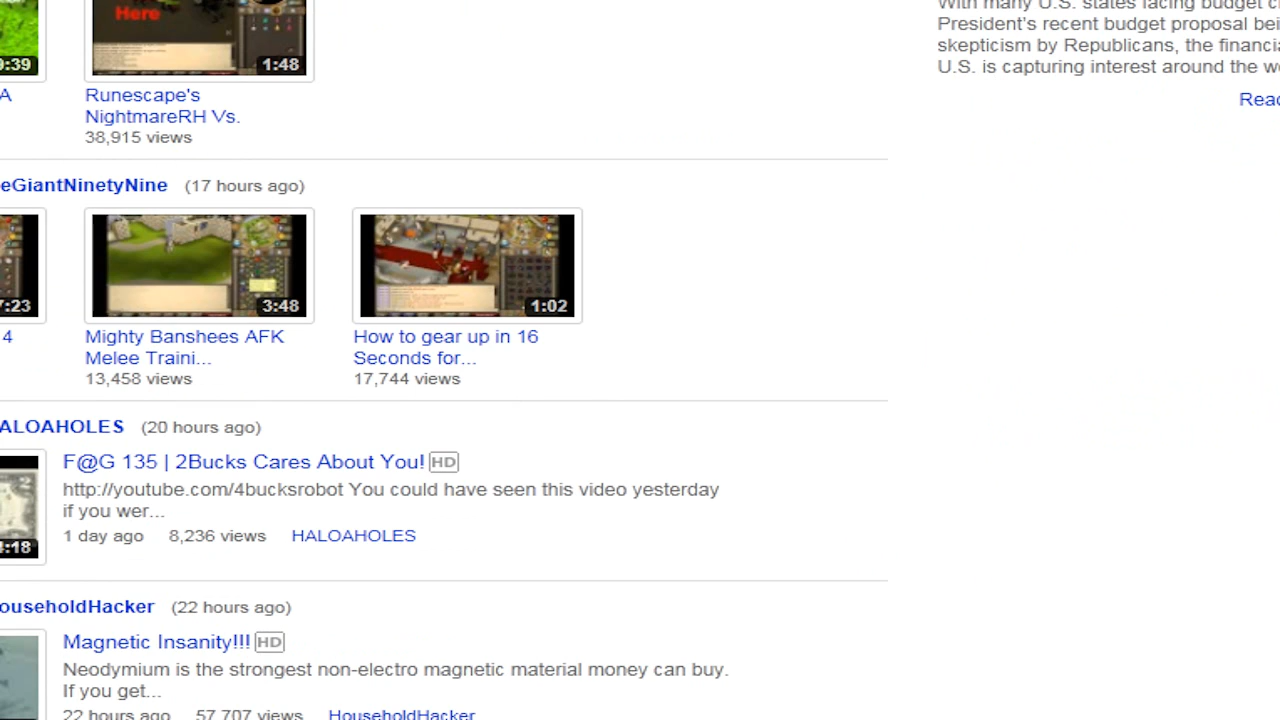 With many U.S. states facing budget
President's recent budget proposal
skepticism by Republicans, the
U.S. is capturing interest around the
Here
9:39
1:48
A
Runescape's
NightmareRH Vs.
38,915 views
eGiantNinetyNine (17 hours ago)
7:23
3:48
1:02
4
Mighty Banshees AFK
Melee Traini...
13,458 views
How to gear up in 16
Seconds for...
17,744 views
ALOAHOLES (20 hours ago)
F@G 135 | 2Bucks Cares About You! HD
http://youtube.com/4bucksrobot You could have seen this video yesterday
if you wer...
4:18
1 day ago 8,236 views HALOAHOLES
ouseholdHacker (22 hours ago)
Magnetic Insanity!!! HD
Neodymium is the strongest non-electro magnetic material money can buy.
If you get...
22 hours ago 57,707 views HouseholdHacker